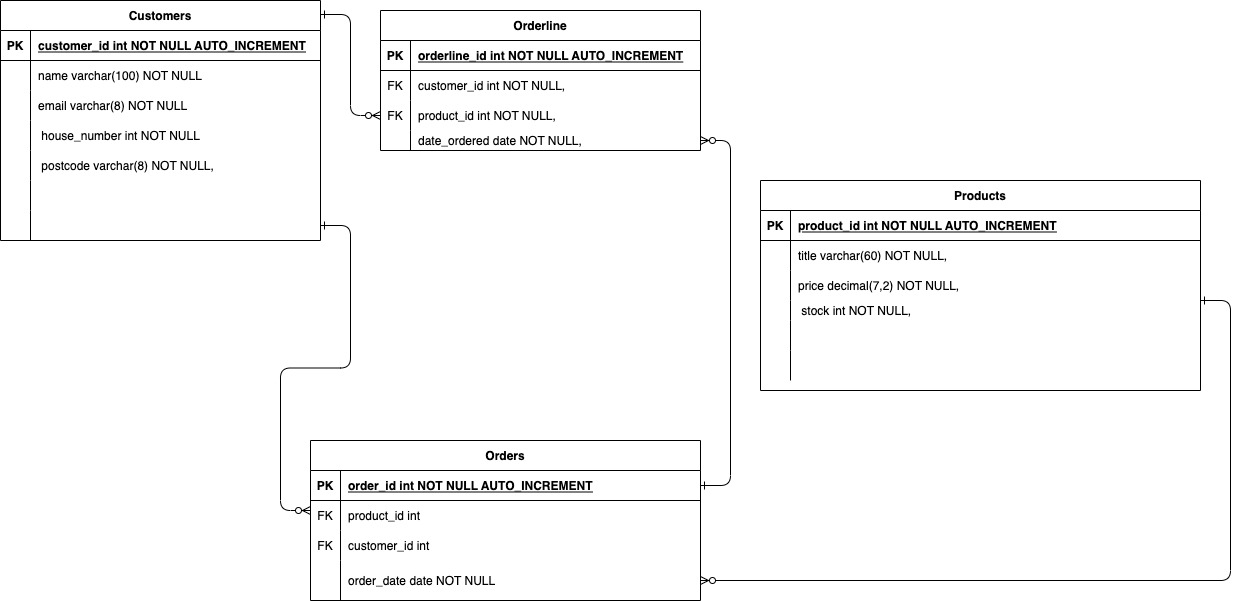 Customers
PK customer_id int NOT NULL AUTO_INCREMENT
name varchar(100) NOT NULL
email varchar(8) NOT NULL
house_number int NOT NULL
postcode varchar(8) NOT NULL,
Orderline
PK orderline_id int NOT NULL AUTO_INCREMENT
FK customer_id int NOT NULL,
FK product_id int NOT NULL,
date_ordered date NOT NULL,
Products
PK product_id int NOT NULL AUTO_INCREMENT
title varchar(60) NOT NULL,
price decimal(7,2) NOT NULL,
stock int NOT NULL,
Orders
PK order_id int NOT NULL AUTO_INCREMENT
FK product_id int
FK customer_id int
order_date date NOT NULL